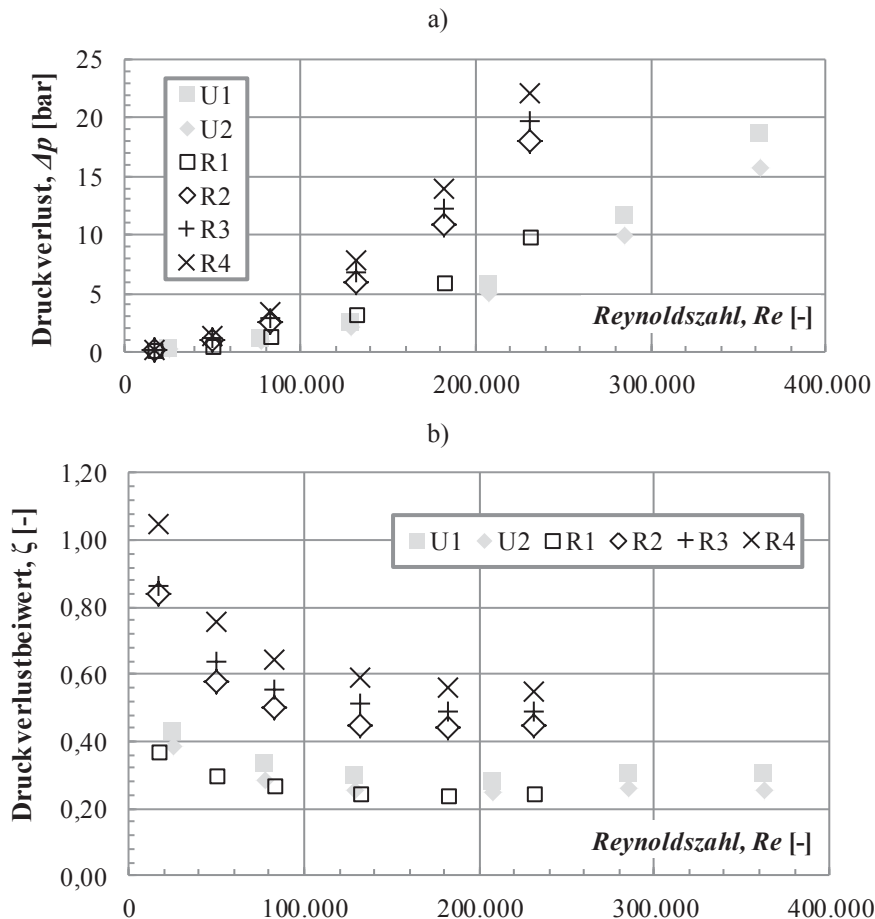 a)
Druckverlust, Δp [bar]
25
20
15
10
5
0
U1
U2
R1
R2
R3
R4
Reynoldszahl, Re [-]
0 100.000 200.000 300.000 400.000
b)
Druckverlustbeiwert, ζ [-]
1,20
1,00
0,80
0,60
0,40
0,20
0,00
U1 U2 R1 R2 R3 R4
Reynoldszahl, Re [-]
0 100.000 200.000 300.000 400.000